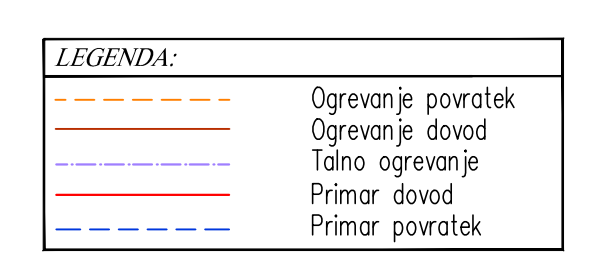 LEGENDA:
Ogrevanje povratek
Ogrevanje dovod
Talno ogrevanje
Primar dovod
Primar povratek